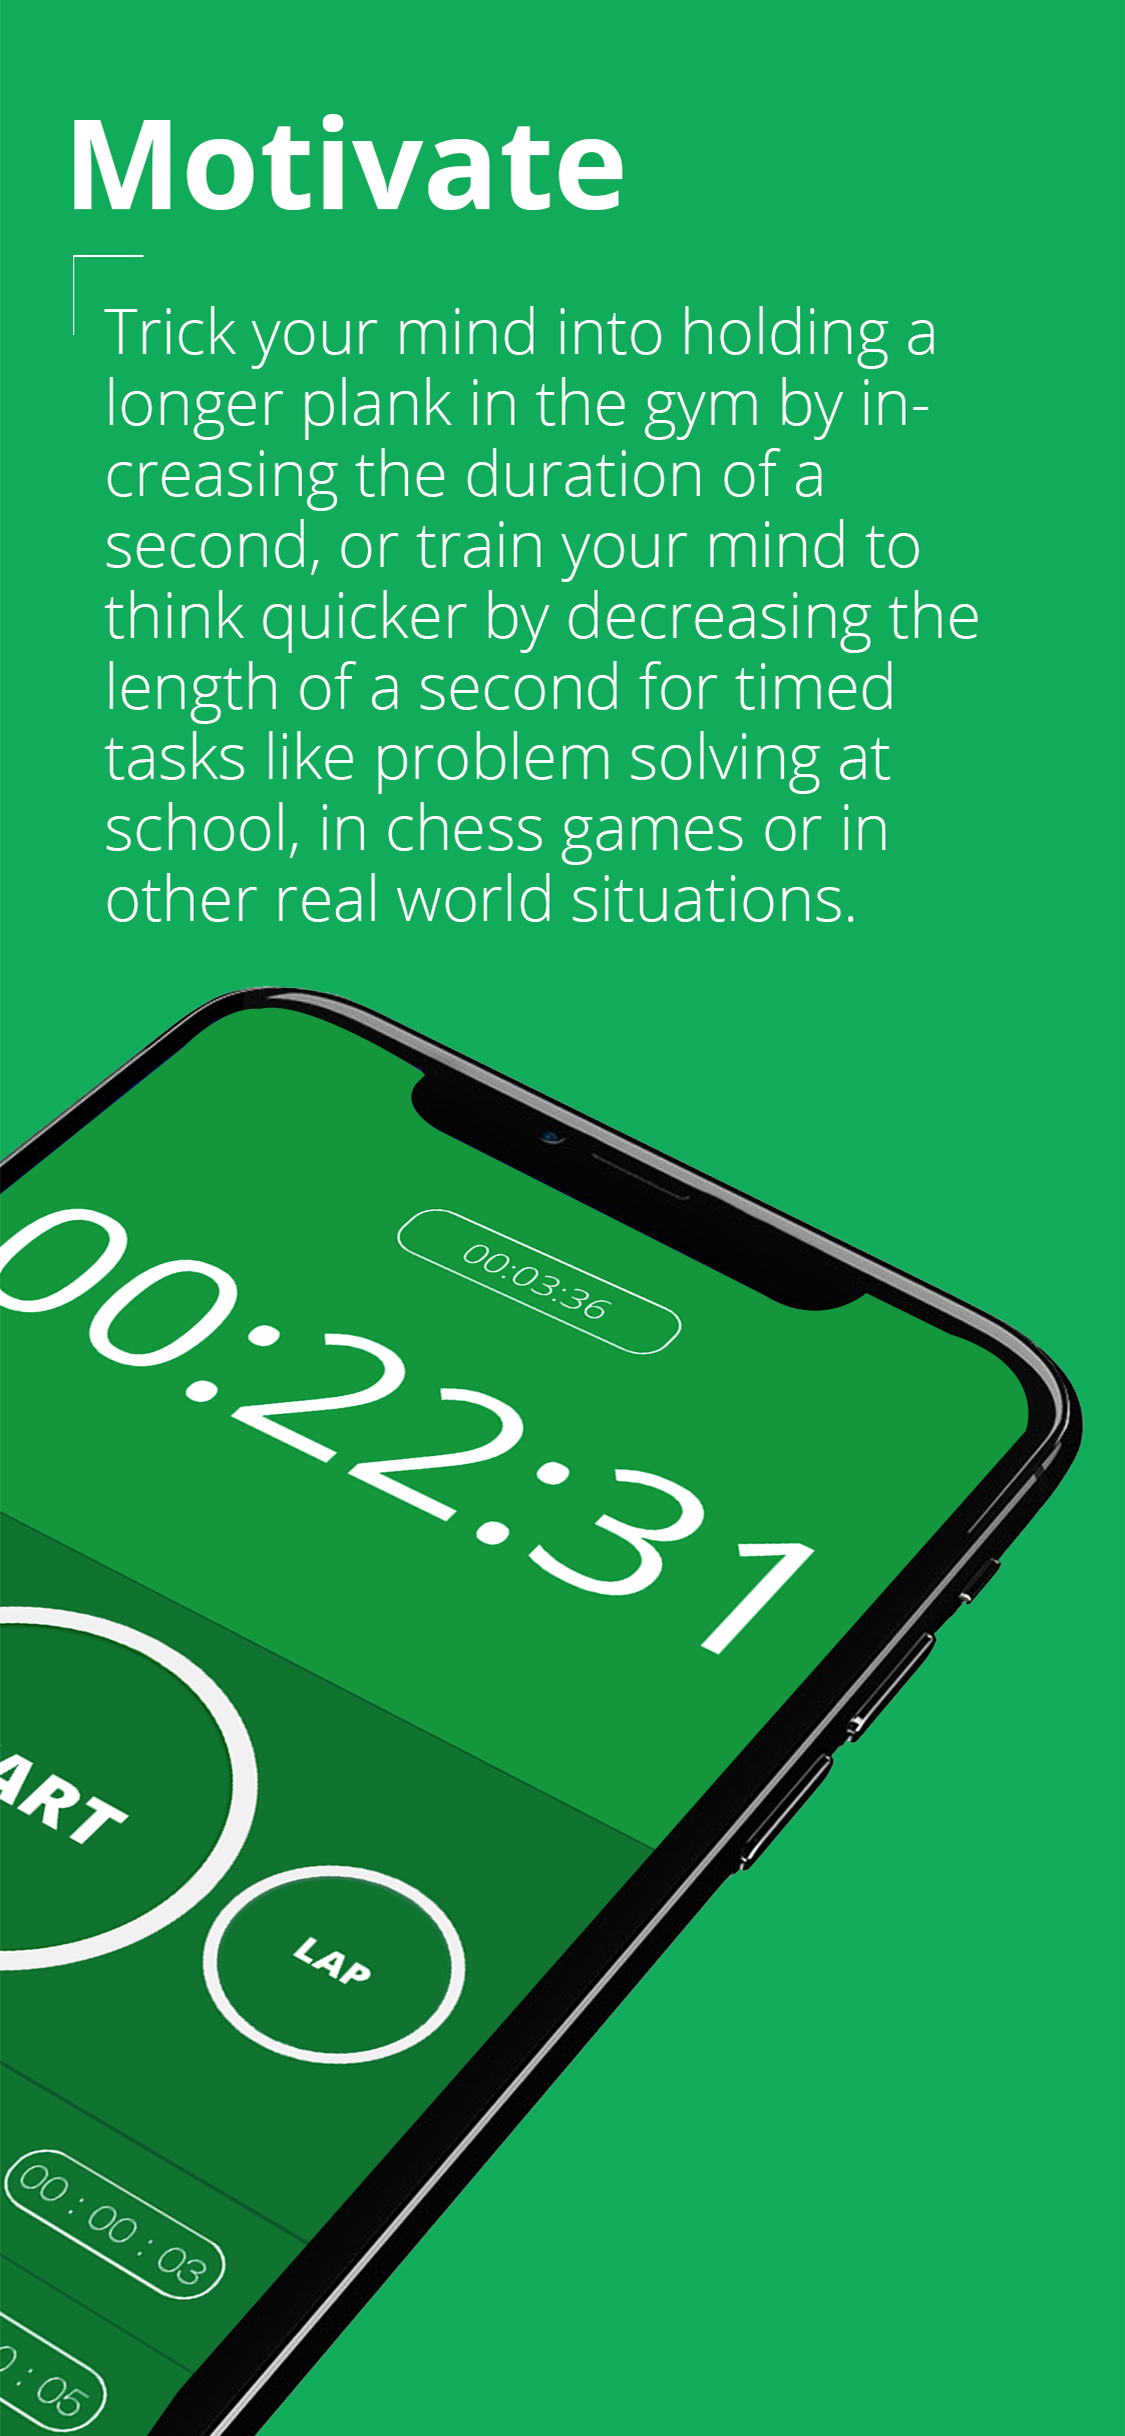 Motivate
Trick your mind into holding a
longer plank in the gym by in-
creasing the duration of a
second, or train your mind to
think quicker by decreasing the
length of a second for timed
tasks like problem solving at
school, in chess games or in
other real world situations.
00:03:36
00:22:31
ART
LAP
00 : 00 : 03
0 : 05